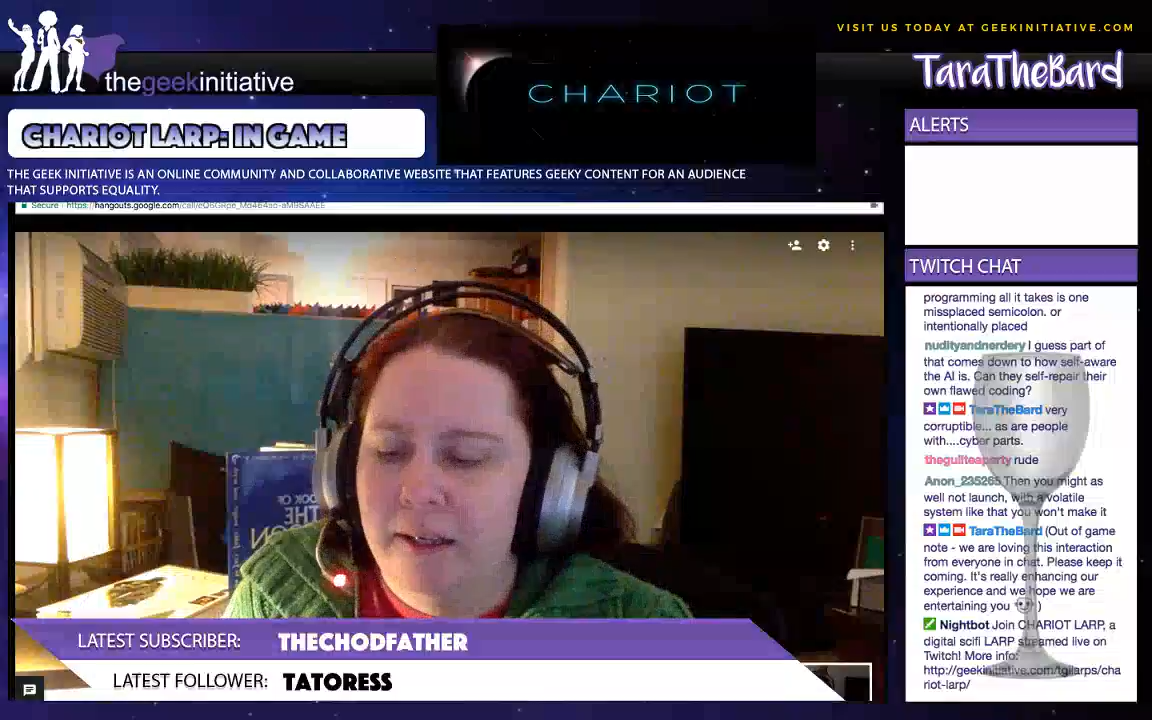 VISIT US TODAY AT GEEKINITIATIVE.COM
thegeekinitiative
CHARIOT
TaraTheBard
CHARIOT LARP: IN GAME
THE GEEK INITIATIVE IS AN ONLINE COMMUNITY AND COLLABORATIVE WEBSITE THAT FEATURES GEEKY CONTENT FOR AN AUDIENCE
THAT SUPPORTS EQUALITY.
Secure
https://hangouts.google.com/call/
BOOK OF
THE
LATEST SUBSCRIBER: THECHODFATHER
LATEST FOLLOWER: TATORESS
ALERTS
TWITCH CHAT
programming all it takes is one
missplaced semicolon. or
intentionally placed
nudityandnerdery I guess part of
that comes down to how self-aware
the AI is. Can they self-repair their
own flawed coding?
TaraTheBard very
corruptible... as are people
with....cyber parts.
theguilteaparty rude
Anon_235265 Then you might as
well not launch, with a volatile
system like that you won't make it
TaraTheBard (Out of game
note - we are loving this interaction
from everyone in chat. Please keep it
coming. It's really enhancing our
experience and we hope we are
entertaining you )
Nightbot Join CHARIOT LARP, a
digital scifi LARP streamed live on
Twitch! More info:
http://geekinitiative.com/tgilarps/cha
riot-larp/